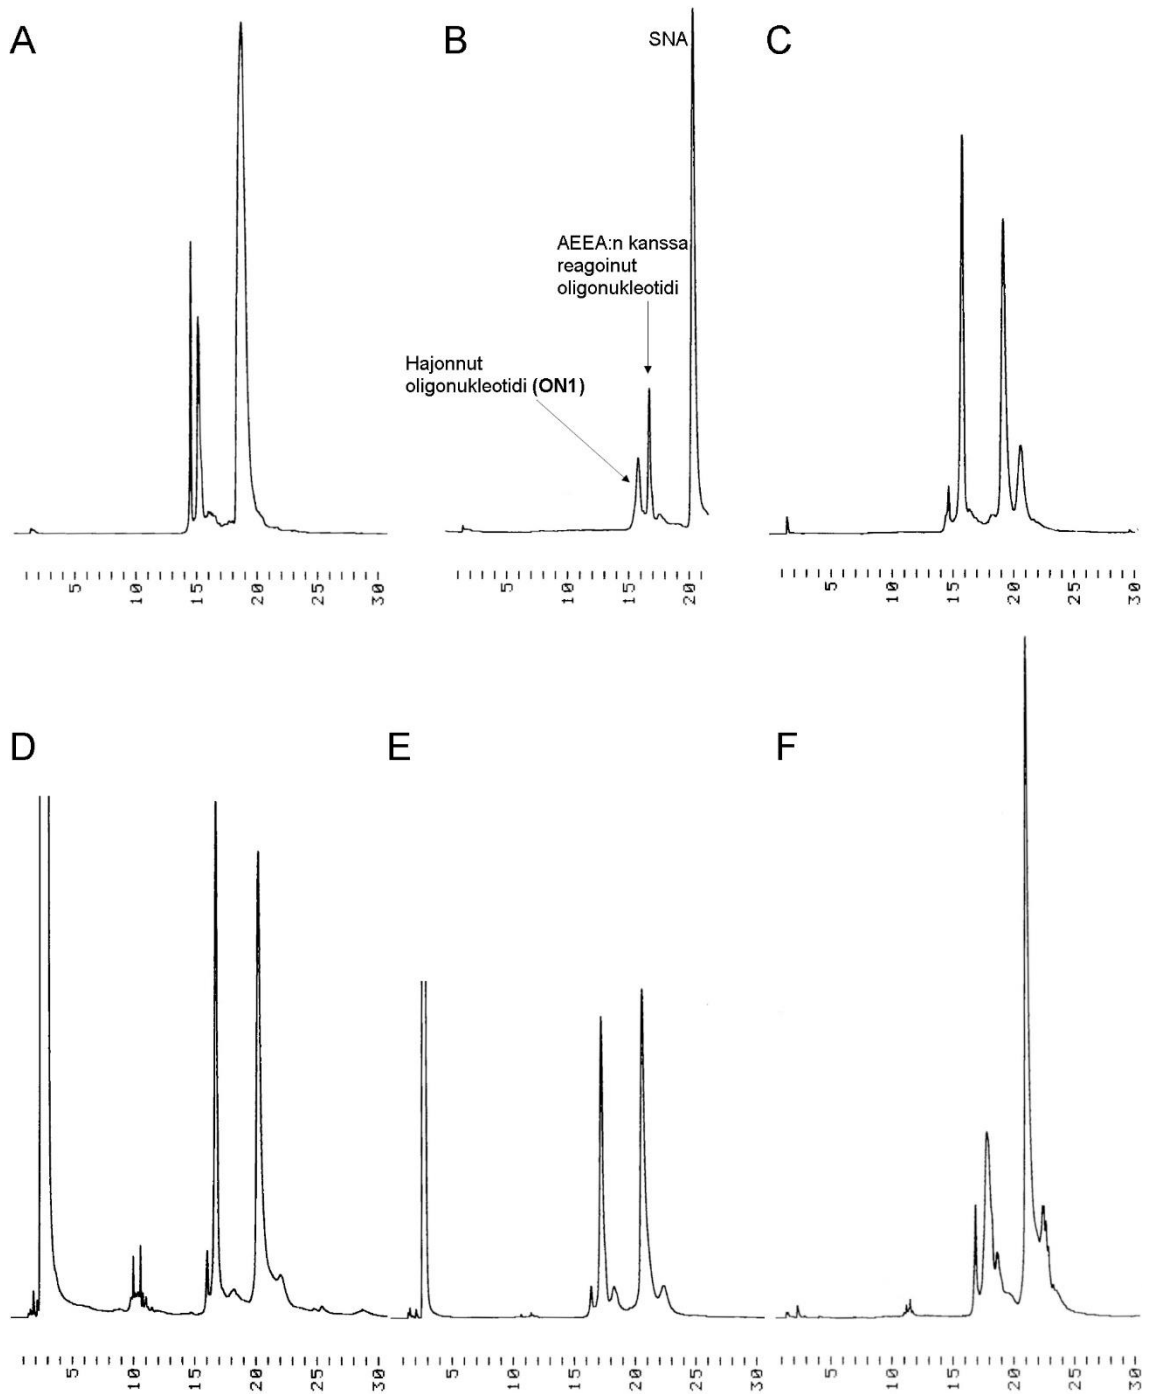 A
B
SNA
C
AEEA:n kanssa
reagoinut
oligonukleotidi
Hajonnut
oligonukleotidi (ON1)
5 10 15 20 25 30
5 10 15 20
5 10 15 20 25 30
D
E
F
5 10 15 20 25 30
5 10 15 20 25 30
5 10 15 20 25 30